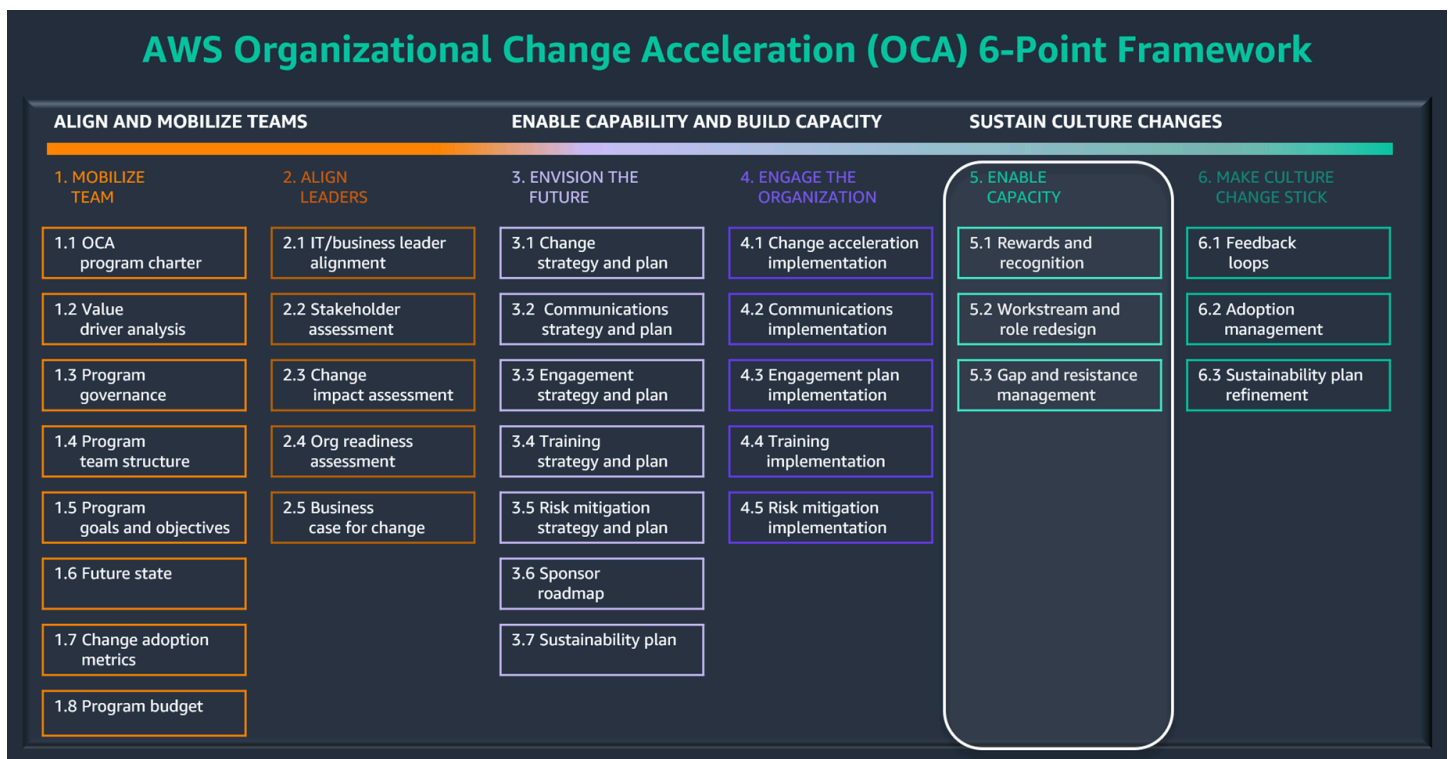 AWS Organizational Change Acceleration (OCA) 6-Point Framework
ALIGN AND MOBILIZE TEAMS
ENABLE CAPABILITY AND BUILD CAPACITY
SUSTAIN CULTURE CHANGES
1. MOBILIZE
TEAM
1.1 OCA
program charter
1.2 Value
driver analysis
1.3 Program
governance
1.4 Program
team structure
1.5 Program
goals and objectives
1.6 Future state
1.7 Change adoption
metrics
1.8 Program budget
2. ALIGN
LEADERS
2.1 IT/business leader
alignment
2.2 Stakeholder
assessment
2.3 Change
impact assessment
2.4 Org readiness
assessment
2.5 Business
case for change
3. ENVISION THE
FUTURE
3.1 Change
strategy and plan
3.2 Communications
strategy and plan
3.3 Engagement
strategy and plan
3.4 Training
strategy and plan
3.5 Risk mitigation
strategy and plan
3.6 Sponsor
roadmap
3.7 Sustainability plan
4. ENGAGE THE
ORGANIZATION
4.1 Change acceleration
implementation
4.2 Communications
implementation
4.3 Engagement plan
implementation
4.4 Training
implementation
4.5 Risk mitigation
implementation
5. ENABLE
CAPACITY
5.1 Rewards and
recognition
5.2 Workstream and
role redesign
5.3 Gap and resistance
management
6. MAKE CULTURE
CHANGE STICK
6.1 Feedback
loops
6.2 Adoption
management
6.3 Sustainability plan
refinement